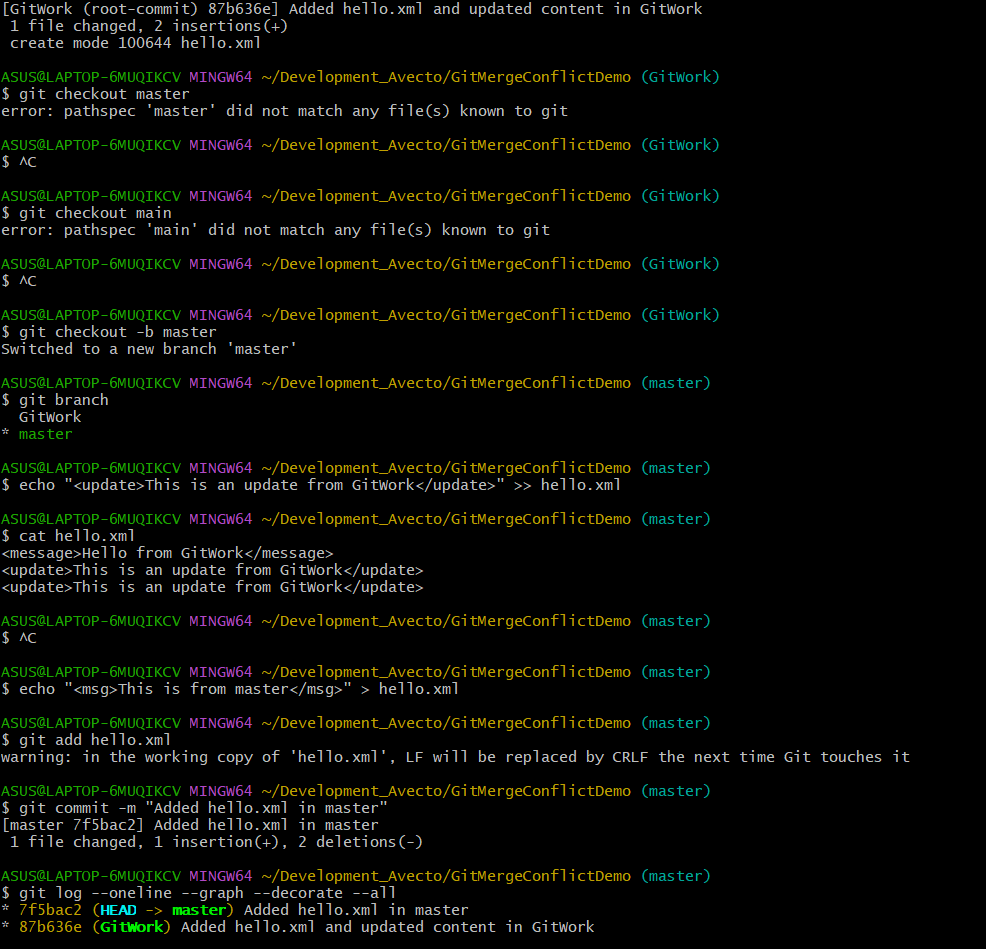 [GitWork (root-commit) 87b636e] Added hello.xml and updated content in GitWork
 1 file changed, 2 insertions(+)
 create mode 100644 hello.xml

ASUS@LAPTOP-6MUQIKCV MINGW64 ~/Development_Avecto/GitMergeConflictDemo (GitWork)
$ git checkout master
error: pathspec 'master' did not match any file(s) known to git

ASUS@LAPTOP-6MUQIKCV MINGW64 ~/Development_Avecto/GitMergeConflictDemo (GitWork)
$ ^C

ASUS@LAPTOP-6MUQIKCV MINGW64 ~/Development_Avecto/GitMergeConflictDemo (GitWork)
$ git checkout main
error: pathspec 'main' did not match any file(s) known to git

ASUS@LAPTOP-6MUQIKCV MINGW64 ~/Development_Avecto/GitMergeConflictDemo (GitWork)
$ ^C

ASUS@LAPTOP-6MUQIKCV MINGW64 ~/Development_Avecto/GitMergeConflictDemo (GitWork)
$ git checkout -b master
Switched to a new branch 'master'

ASUS@LAPTOP-6MUQIKCV MINGW64 ~/Development_Avecto/GitMergeConflictDemo (master)
$ git branch
  GitWork
* master

ASUS@LAPTOP-6MUQIKCV MINGW64 ~/Development_Avecto/GitMergeConflictDemo (master)
$ echo "<update>This is an update from GitWork</update>" >> hello.xml

ASUS@LAPTOP-6MUQIKCV MINGW64 ~/Development_Avecto/GitMergeConflictDemo (master)
$ cat hello.xml
<message>Hello from GitWork</message>
<update>This is an update from GitWork</update>
<update>This is an update from GitWork</update>

ASUS@LAPTOP-6MUQIKCV MINGW64 ~/Development_Avecto/GitMergeConflictDemo (master)
$ ^C

ASUS@LAPTOP-6MUQIKCV MINGW64 ~/Development_Avecto/GitMergeConflictDemo (master)
$ echo "<msg>This is from master</msg>" > hello.xml

ASUS@LAPTOP-6MUQIKCV MINGW64 ~/Development_Avecto/GitMergeConflictDemo (master)
$ git add hello.xml
warning: in the working copy of 'hello.xml', LF will be replaced by CRLF the next time Git touches it

ASUS@LAPTOP-6MUQIKCV MINGW64 ~/Development_Avecto/GitMergeConflictDemo (master)
$ git commit -m "Added hello.xml in master"
[master 7f5bac2] Added hello.xml in master
 1 file changed, 1 insertion(+), 2 deletions(-)

ASUS@LAPTOP-6MUQIKCV MINGW64 ~/Development_Avecto/GitMergeConflictDemo (master)
$ git log --oneline --graph --decorate --all
* 7f5bac2 (HEAD -> master) Added hello.xml in master
* 87b636e (GitWork) Added hello.xml and updated content in GitWork